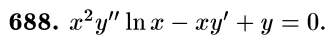 688. x²y″ ln x − xy′ + y = 0.